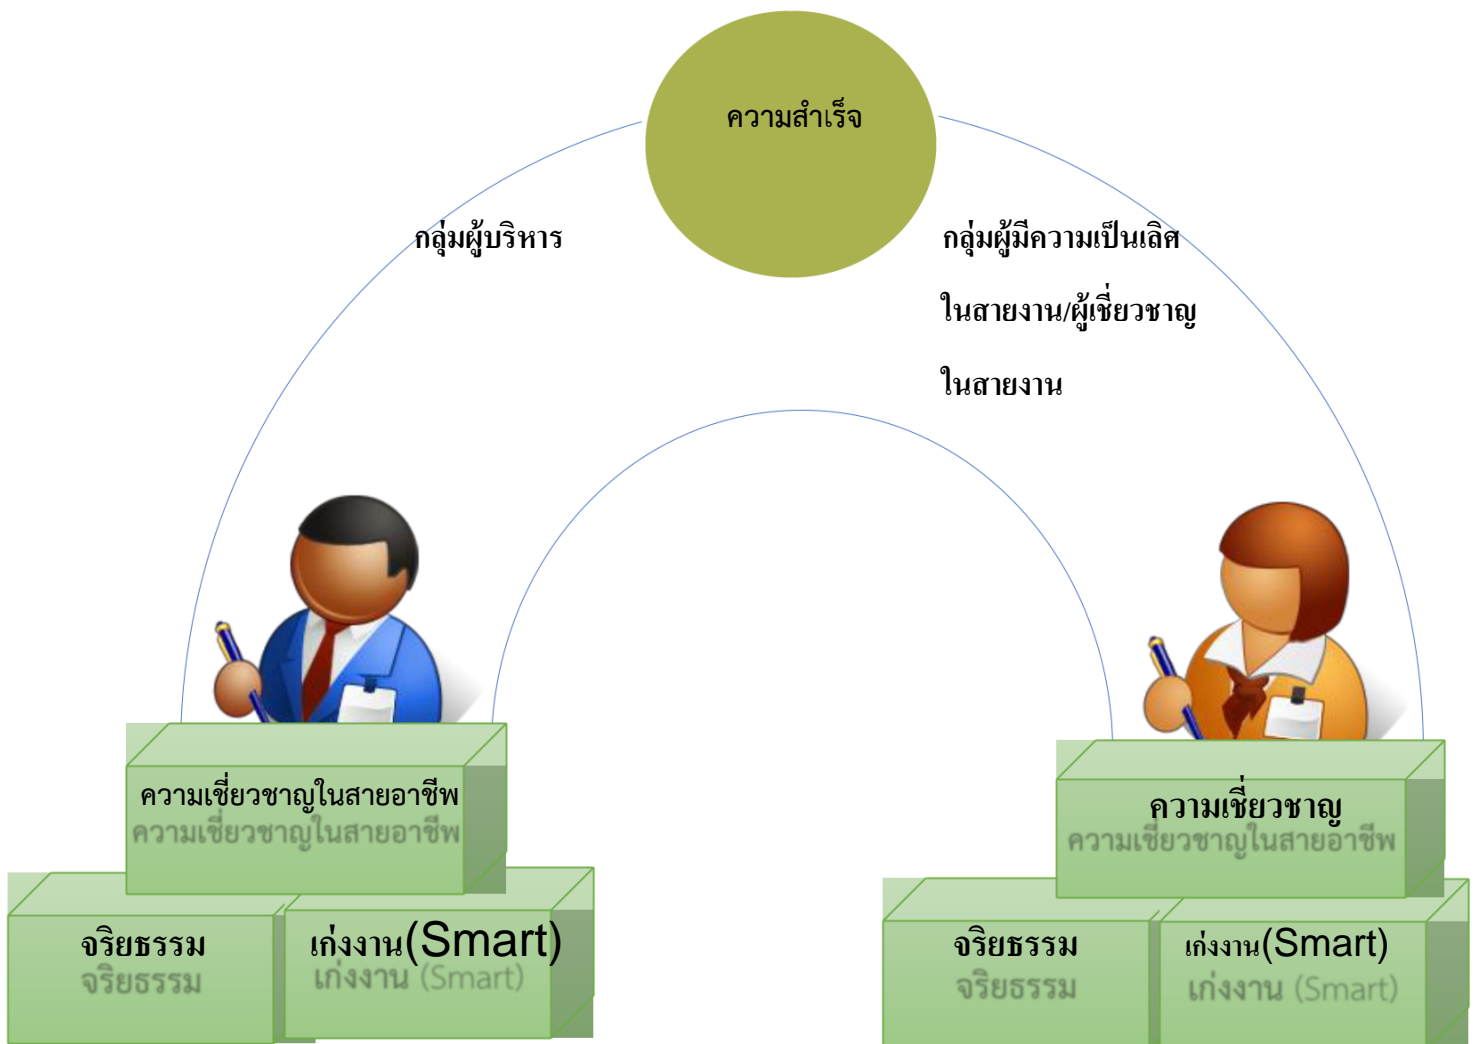 ความสำเร็จ
กลุ่มผู้บริหาร
กลุ่มผู้มีความเป็นเลิศ
ในสายงาน/ผู้เชี่ยวชาญ
ในสายงาน
ความเชี่ยวชาญในสายอาชีพ
ความเชี่ยวชาญในสายอาชีพ
จริยธรรม
จริยธรรม
เก่งงาน(Smart)
เก่งงาน (Smart)
ความเชี่ยวชาญ
ความเชี่ยวชาญในสายอาชีพ
จริยธรรม
จริยธรรม
เก่งงาน(Smart)
เก่งงาน (Smart)